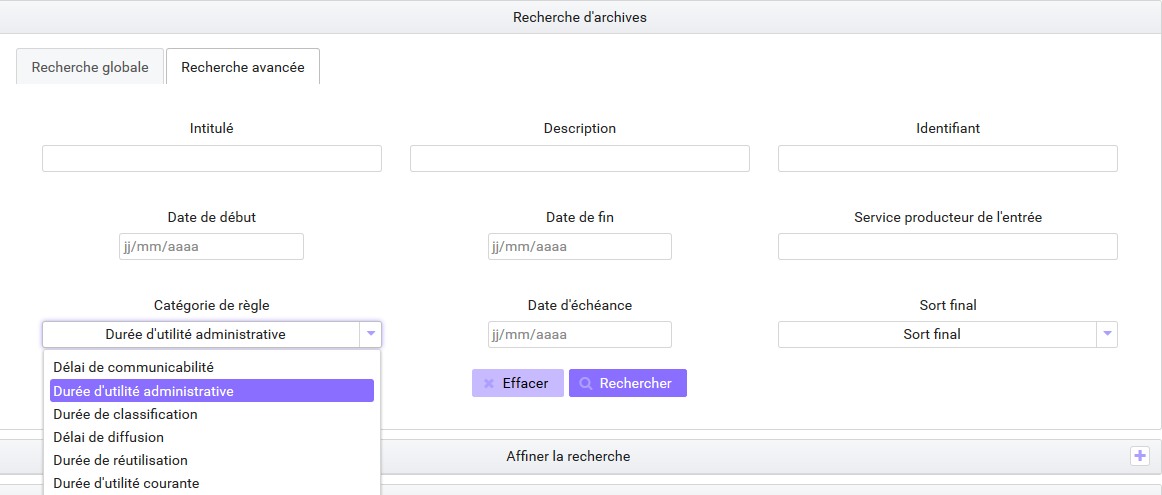 Recherche d'archives
Recherche globale
Recherche avancée
Intitulé
Description
Identifiant
Date de début
Date de fin
Service producteur de l'entrée
jj/mm/aaaa
jj/mm/aaaa
Catégorie de règle
Date d'échéance
Sort final
Durée d'utilité administrative
jj/mm/aaaa
Sort final
Délai de communicabilité
Durée d'utilité administrative
Durée de classification
Délai de diffusion
Durée de réutilisation
Durée d'utilité courante
Effacer
Rechercher
Affiner la recherche